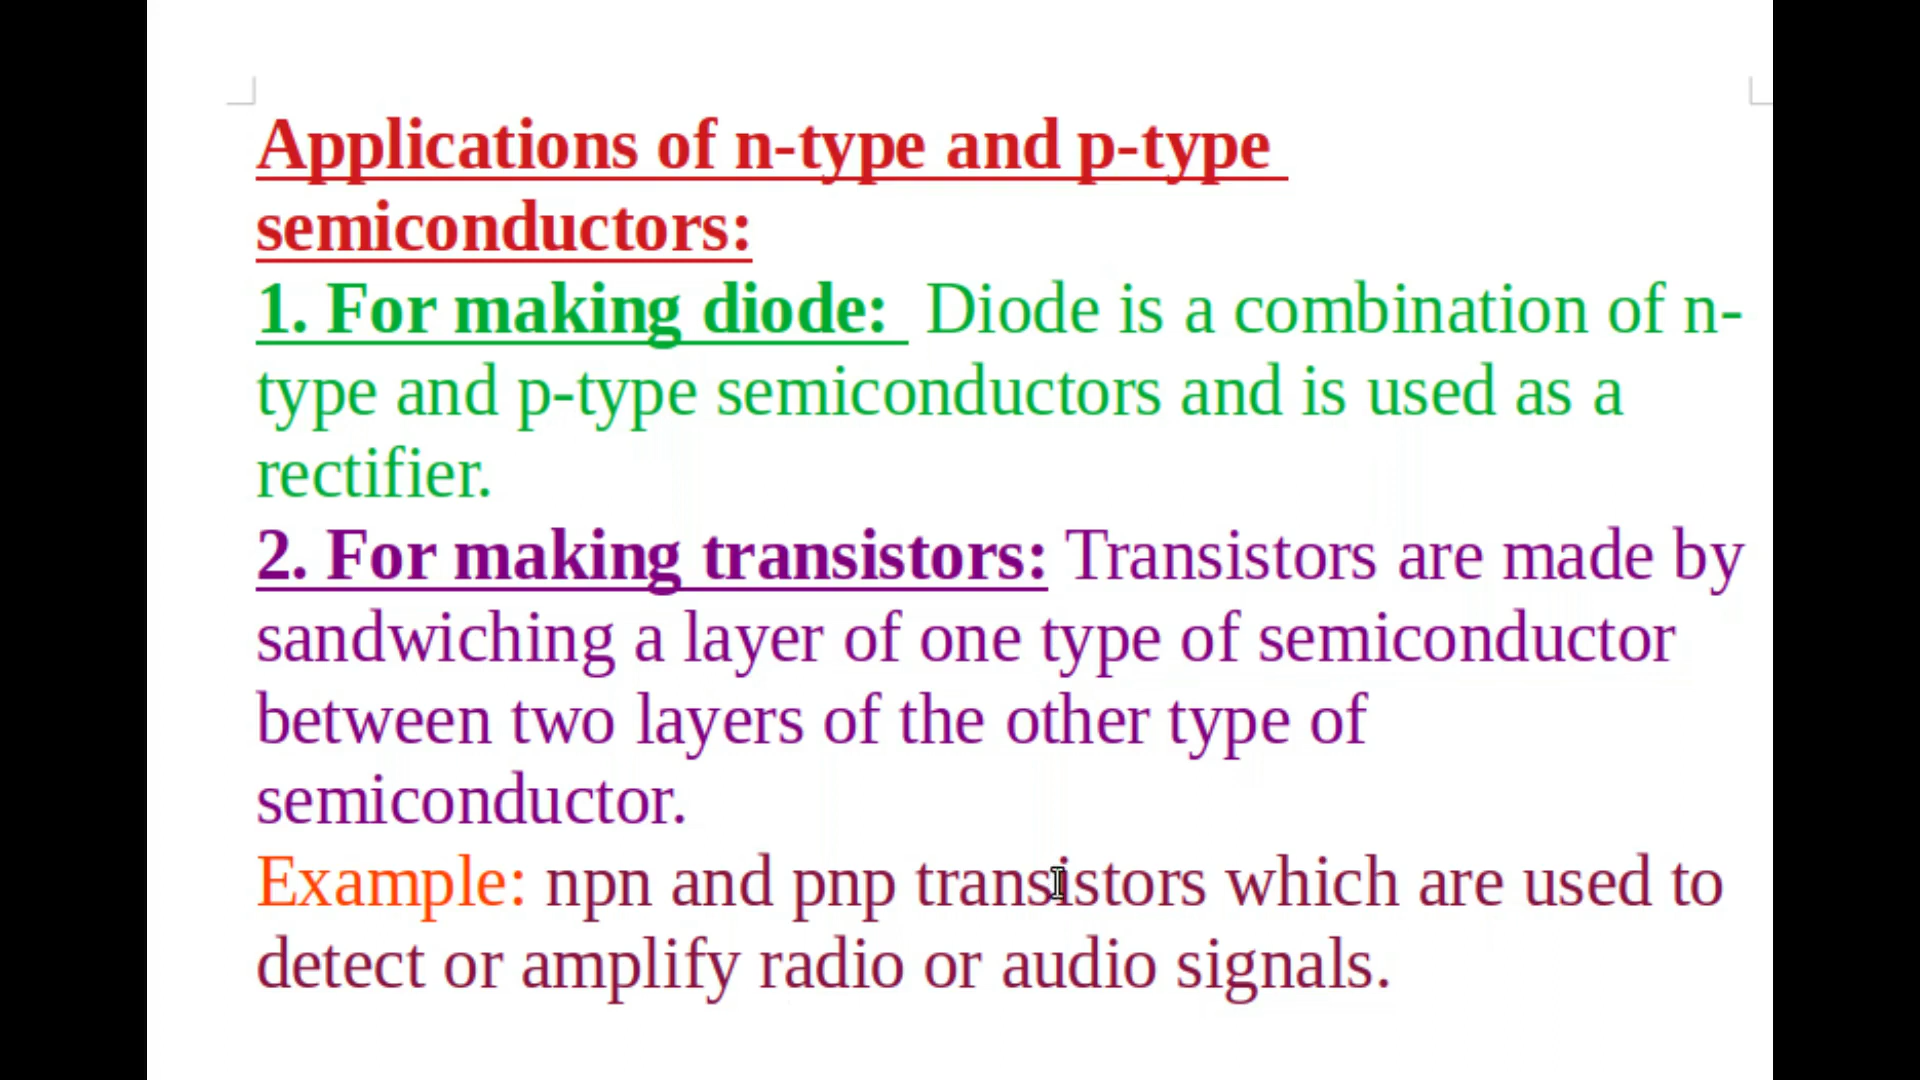 Applications of n-type and p-type
semiconductors:
1. For making diode:  Diode is a combination of n-
type and p-type semiconductors and is used as a
rectifier.
2. For making transistors: Transistors are made by
sandwiching a layer of one type of semiconductor
between two layers of the other type of
semiconductor.
Example: npn and pnp transistors which are used to
detect or amplify radio or audio signals.